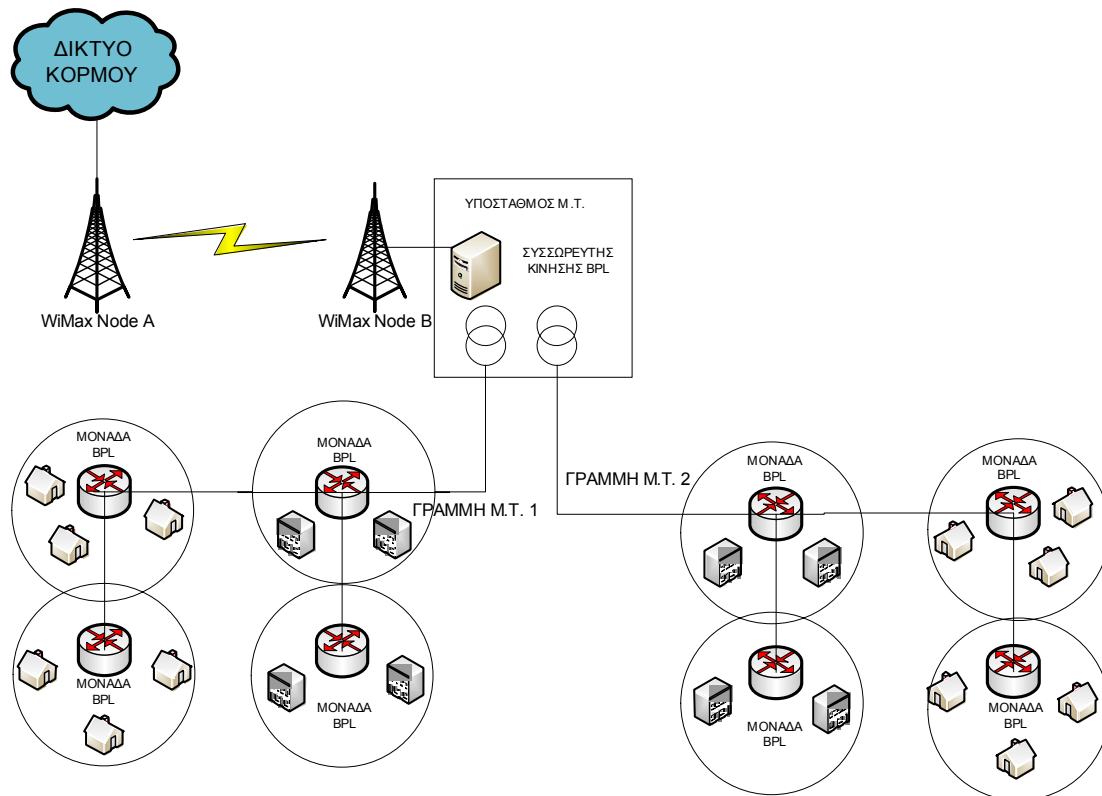 ΔΙΚΤΥΟ
ΚΟΡΜΟΥ
ΥΠΟΣΤΑΘΜΟΣ Μ.Τ.
ΣΥΣΣΩΡΕΥΤΗΣ
ΚΙΝΗΣΗΣ BPL
WiMax Node A
WiMax Node B
ΜΟΝΑΔΑ
BPL
ΜΟΝΑΔΑ
BPL
ΓΡΑΜΜΗ Μ.Τ. 1
ΓΡΑΜΜΗ Μ.Τ. 2
ΜΟΝΑΔΑ
BPL
ΜΟΝΑΔΑ
BPL
ΜΟΝΑΔΑ
BPL
ΜΟΝΑΔΑ
BPL
ΜΟΝΑΔΑ
BPL
ΜΟΝΑΔΑ
BPL